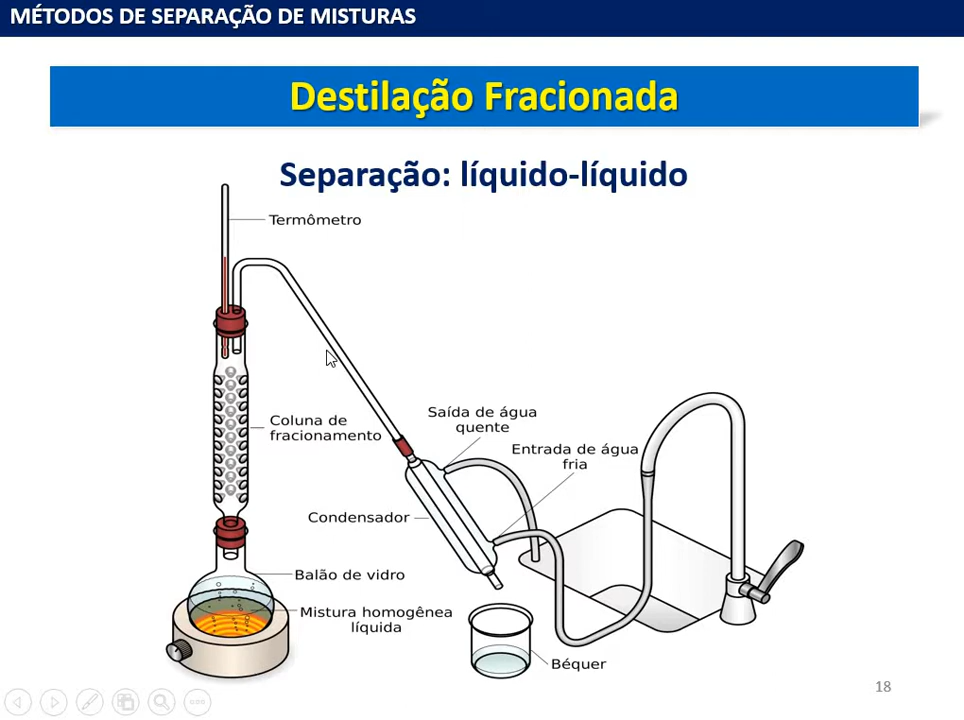 MÉTODOS DE SEPARAÇÃO DE MISTURAS
Destilação Fracionada
Separação: líquido-líquido
Termômetro
Coluna de
fracionamento
Saída de água
quente
Entrada de água
fria
Condensador
Balão de vidro
Mistura homogênea
líquida
Béquer
18